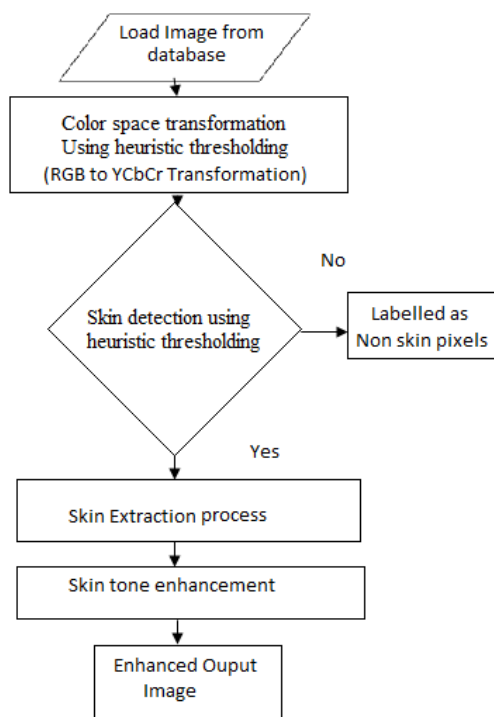 Load Image from
database
Color space transformation
Using heuristic thresholding
(RGB to YCbCr Transformation)
No
Skin detection using
heuristic thresholding
Labelled as
Non skin pixels
Yes
Skin Extraction process
Skin tone enhancement
Enhanced Ouput
Image